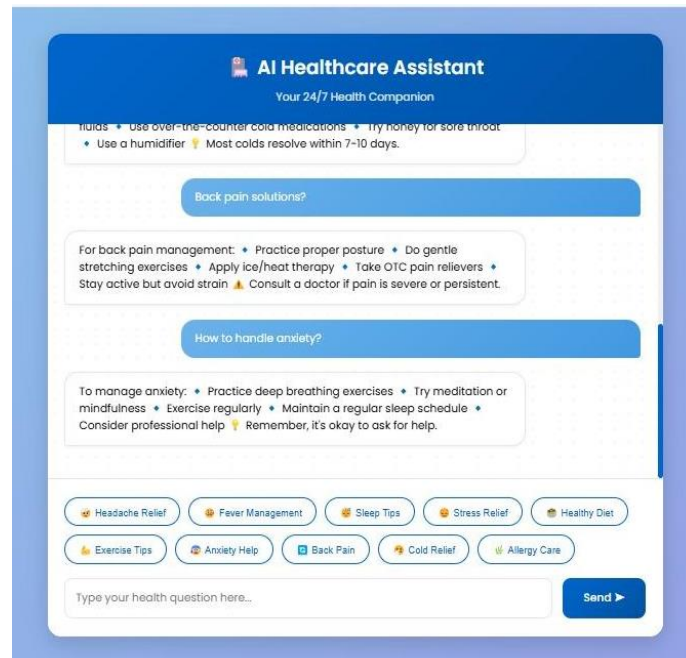 AI Healthcare Assistant
Your 24/7 Health Companion
fluids 🔹 Use over-the-counter cold medications 🔹 Try honey for sore throat
🔹 Use a humidifier 💡 Most colds resolve within 7-10 days.
Back pain solutions?
For back pain management: 🔹 Practice proper posture 🔹 Do gentle
stretching exercises 🔹 Apply ice/heat therapy 🔹 Take OTC pain relievers 🔹
Stay active but avoid strain ⚠️ Consult a doctor if pain is severe or persistent.
How to handle anxiety?
To manage anxiety: 🔹 Practice deep breathing exercises 🔹 Try meditation or
mindfulness 🔹 Exercise regularly 🔹 Maintain a regular sleep schedule 🔹
Consider professional help 💡 Remember, it's okay to ask for help.
Headache Relief
Fever Management
Sleep Tips
Stress Relief
Healthy Diet
Exercise Tips
Anxiety Help
Back Pain
Cold Relief
Allergy Care
Type your health question here...
Send ➤